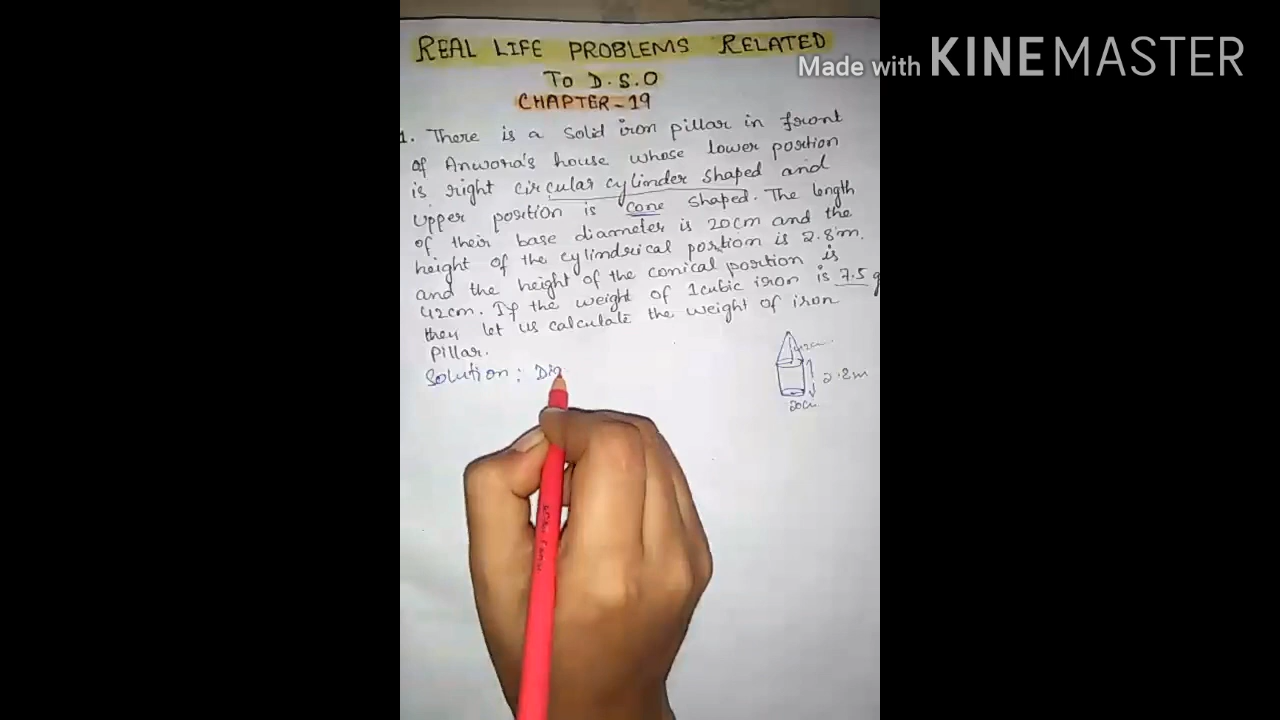 REAL LIFE PROBLEMS RELATED
TO D.S.O
CHAPTER-19
Made with KINEMASTER
1. There is a solid iron pillar in front
of Anwora's house whose lower portion
is right circular cylinder shaped and
upper portion is cone shaped. The length
of their base diameter is 20cm and the
height of the cylindrical portion is 2.8m.
and the height of the conical portion is
42cm. If the weight of 1cubic iron is 7.5 g
then let us calculate the weight of iron
pillar.
Solution: Dia
2.8m
20cm